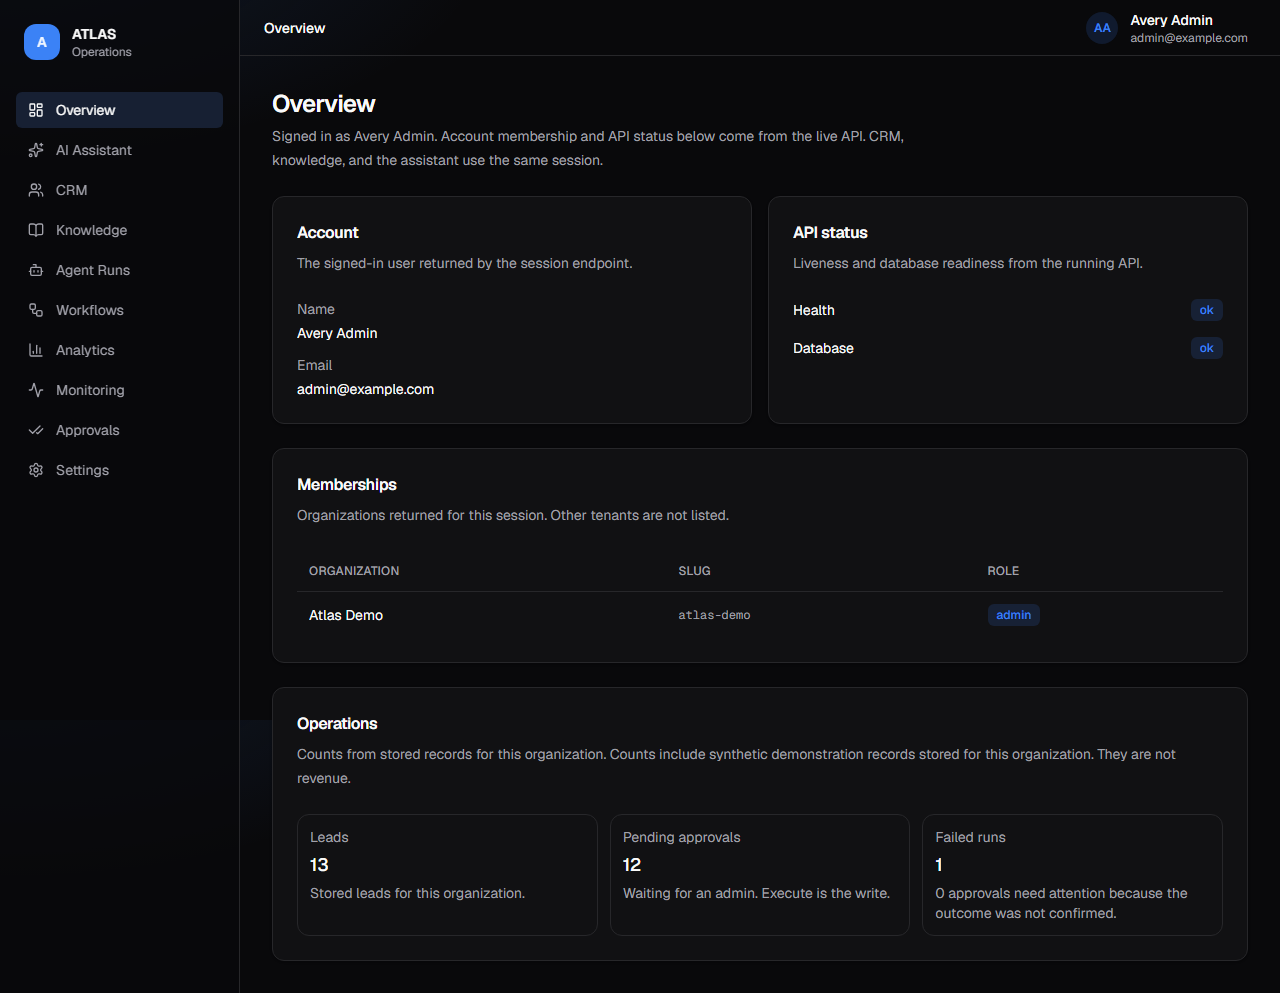 A
ATLAS
Operations
Overview
AI Assistant
CRM
Knowledge
Agent Runs
Workflows
Analytics
Monitoring
Approvals
Settings
Overview
AA
Avery Admin
admin@example.com
Overview
Signed in as Avery Admin. Account membership and API status below come from the live API. CRM,
knowledge, and the assistant use the same session.
Account
The signed-in user returned by the session endpoint.
Name
Avery Admin
Email
admin@example.com
API status
Liveness and database readiness from the running API.
Health ok
Database ok
Memberships
Organizations returned for this session. Other tenants are not listed.
ORGANIZATION SLUG ROLE
Atlas Demo atlas-demo admin
Operations
Counts from stored records for this organization. Counts include synthetic demonstration records stored for this organization. They are not
revenue.
Leads
13
Stored leads for this organization.
Pending approvals
12
Waiting for an admin. Execute is the write.
Failed runs
1
0 approvals need attention because the
outcome was not confirmed.